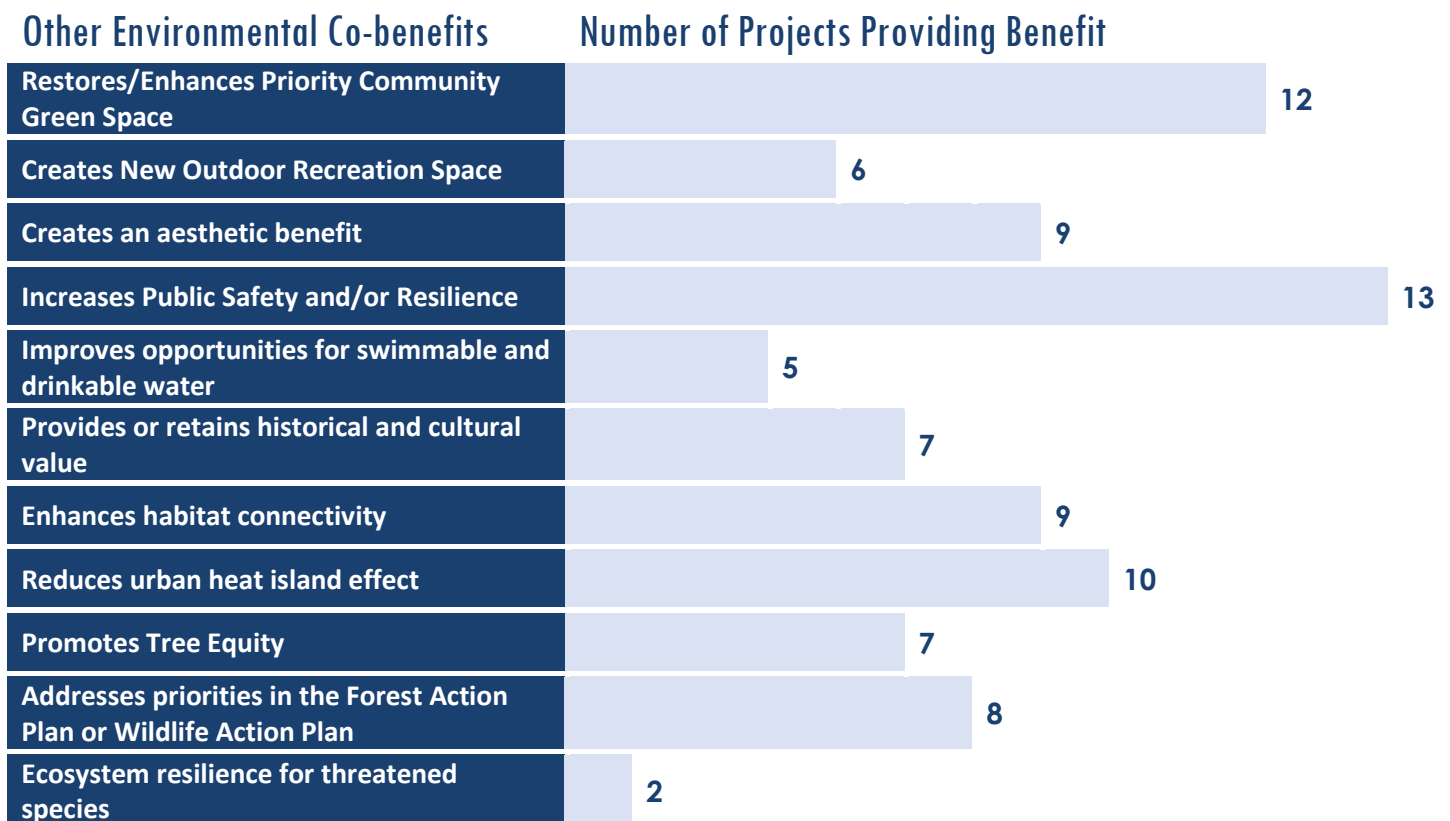 Other Environmental Co-benefits
Number of Projects Providing Benefit
Restores/Enhances Priority Community
Green Space
12
Creates New Outdoor Recreation Space
6
Creates an aesthetic benefit
9
Increases Public Safety and/or Resilience
13
Improves opportunities for swimmable and
drinkable water
5
Provides or retains historical and cultural
value
7
Enhances habitat connectivity
9
Reduces urban heat island effect
10
Promotes Tree Equity
7
Addresses priorities in the Forest Action
Plan or Wildlife Action Plan
8
Ecosystem resilience for threatened
species
2